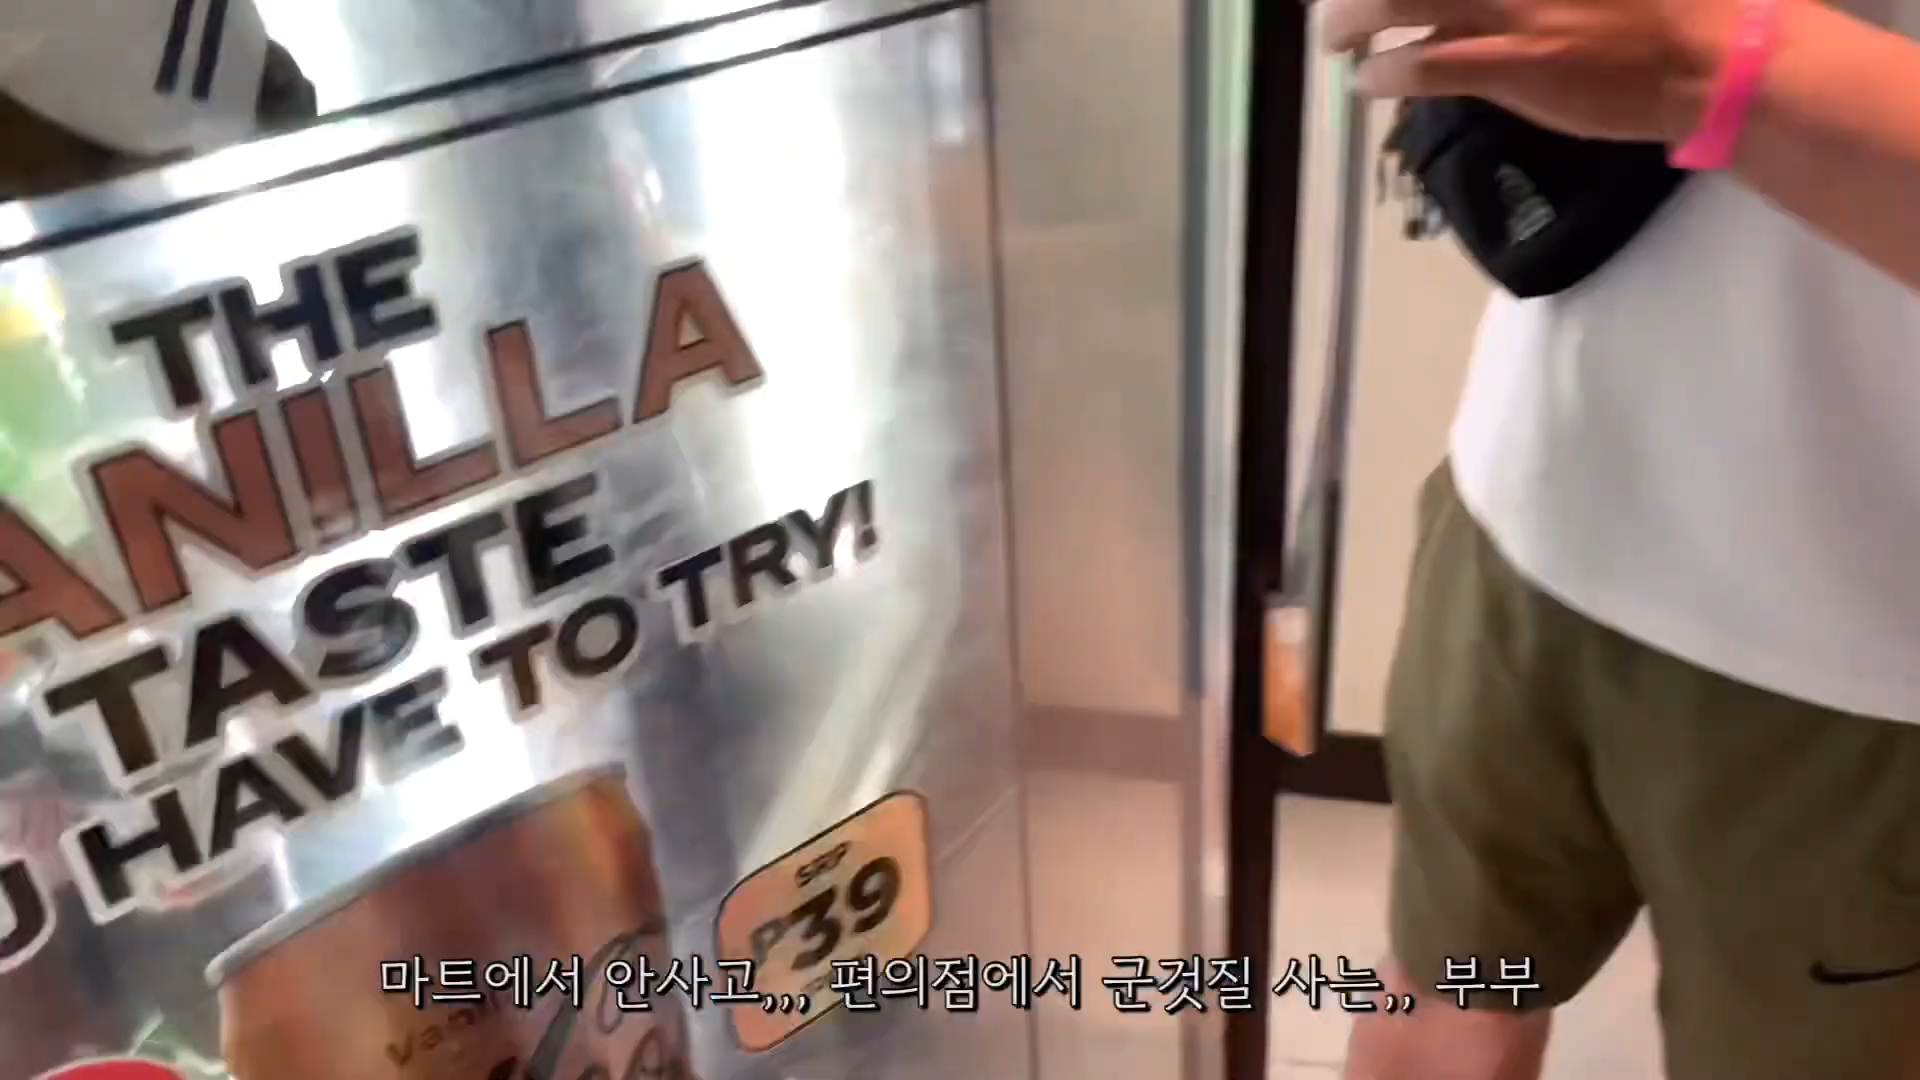 THE
ANILLA
TASTE
U HAVE TO TRY!
SRP
P39
마트에서 안사고,,, 편의점에서 군것질 사는,, 부부